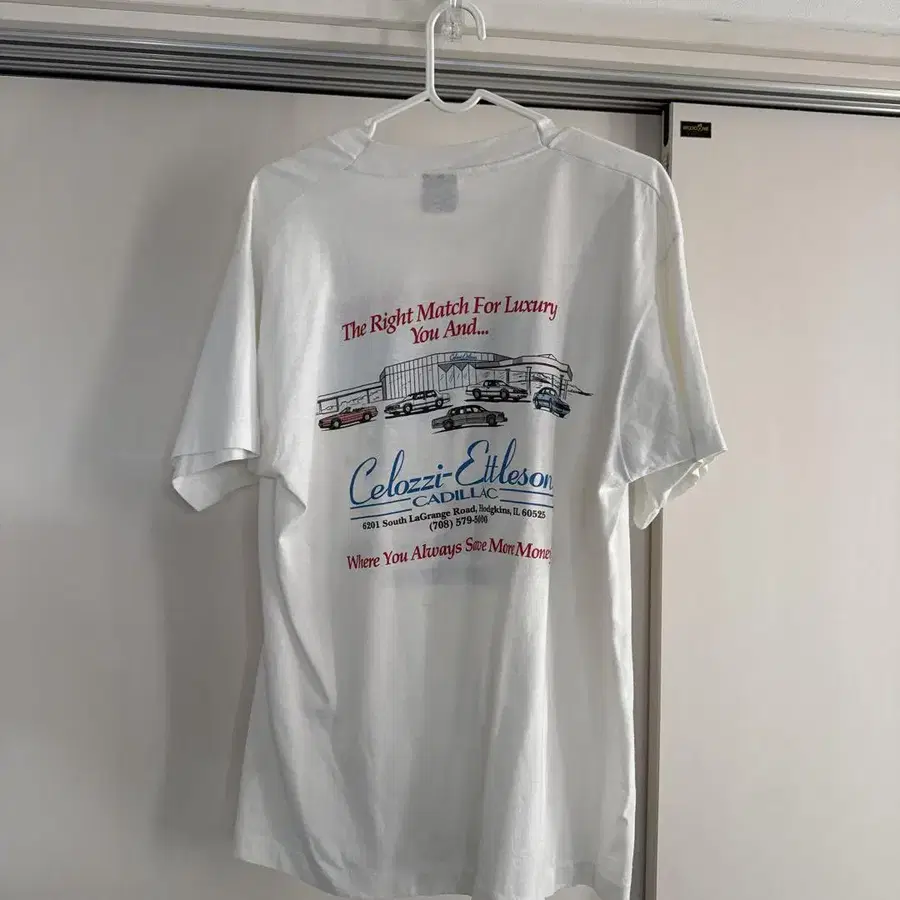 The Right Match For Luxury
You And...
Celozzi-Ettleson
CADILLAC
6201 South LaGrange Road, Hodgkins, IL 60525
(708) 579-5000
Where You Always Save More Money